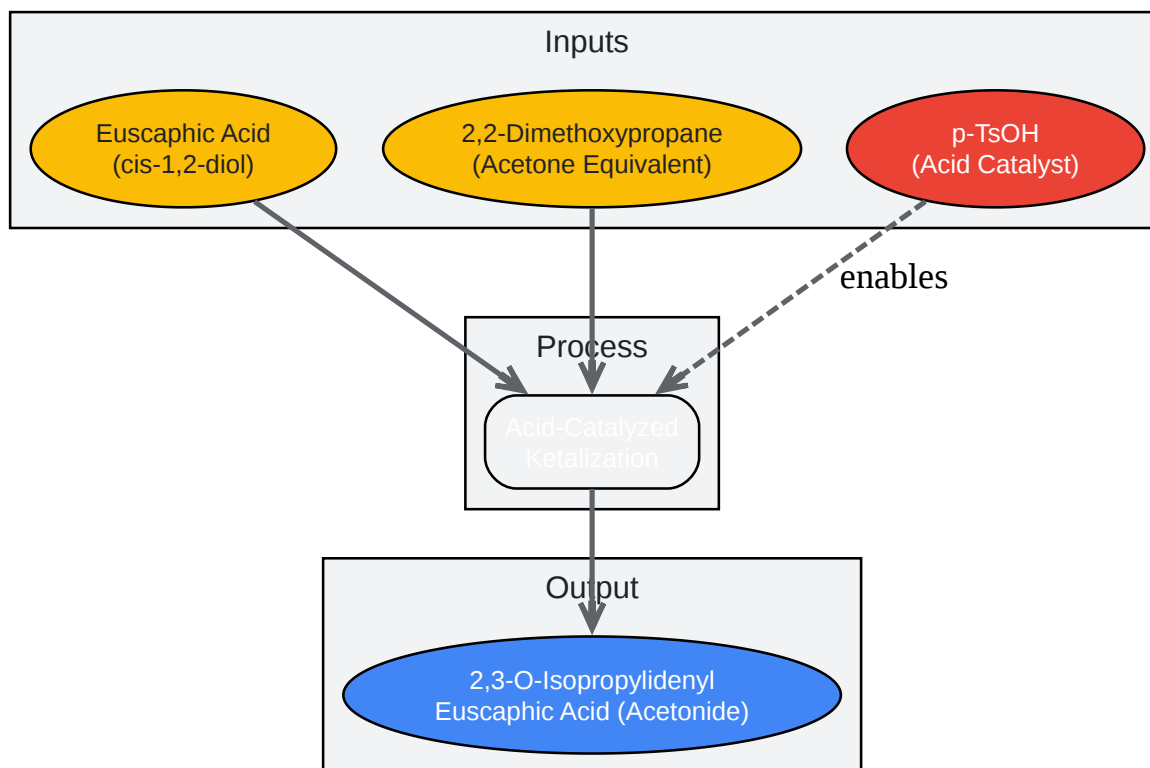 Inputs
Euscaphic Acid
(cis-1,2-diol)
2,2-Dimethoxypropane
(Acetone Equivalent)
p-TsOH
(Acid Catalyst)
enables
Process
Acid-Catalyzed
Ketalization
Output
2,3-O-Isopropylidenyl
Euscaphic Acid (Acetonide)